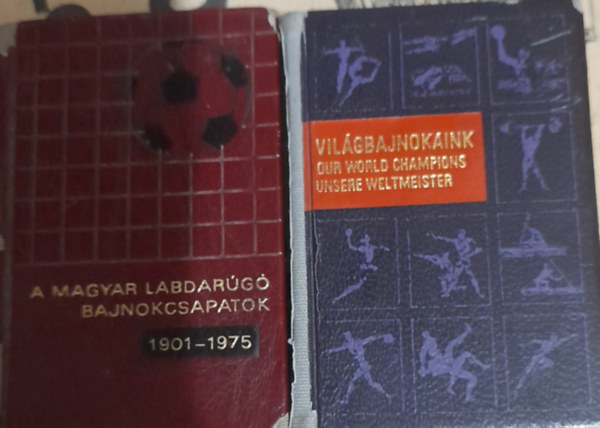 A MAGYAR LABDARÚGÓ
BAJNOKCSAPATOK
1901-1975
VILÁGBAJNOKAINK
OUR WORLD CHAMPIONS
UNSERE WELTMEISTER